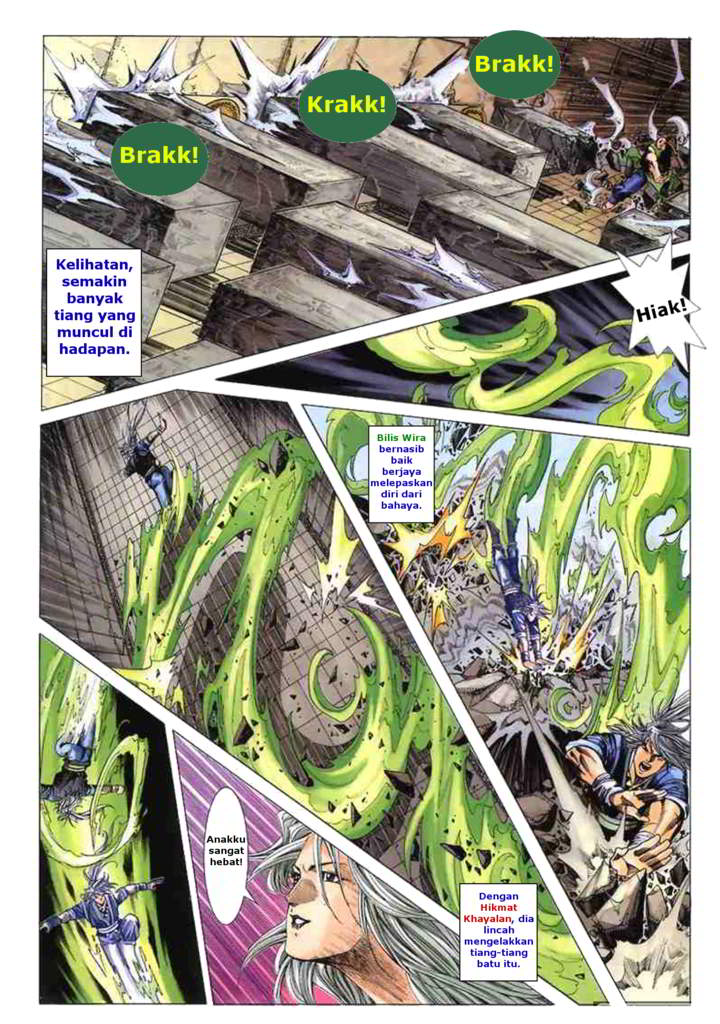 Brakk!
Krakk!
Brakk!
Kelihatan,
semakin
banyak
tiang yang
muncul di
hadapan.
Hiak!
Bilis Wira
bernasib
baik
berjaya
melepaskan
diri dari
bahaya.
Anakku
sangat
hebat!
Dengan
Hikmat
Khayalan, dia
lincah
mengelakkan
tiang-tiang
batu itu.